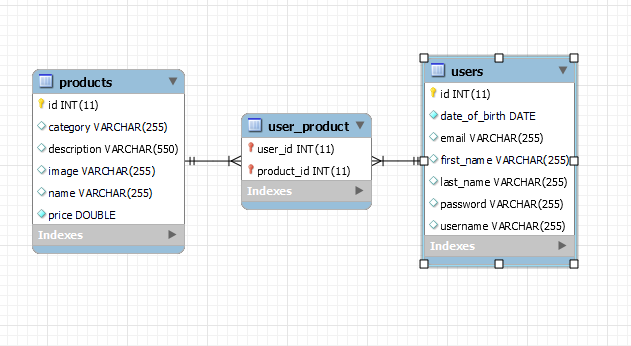 products
id INT(11)
category VARCHAR(255)
description VARCHAR(550)
image VARCHAR(255)
name VARCHAR(255)
price DOUBLE
Indexes
user_product
user_id INT(11)
product_id INT(11)
Indexes
users
id INT(11)
date_of_birth DATE
email VARCHAR(255)
first_name VARCHAR(255)
last_name VARCHAR(255)
password VARCHAR(255)
username VARCHAR(255)
Indexes